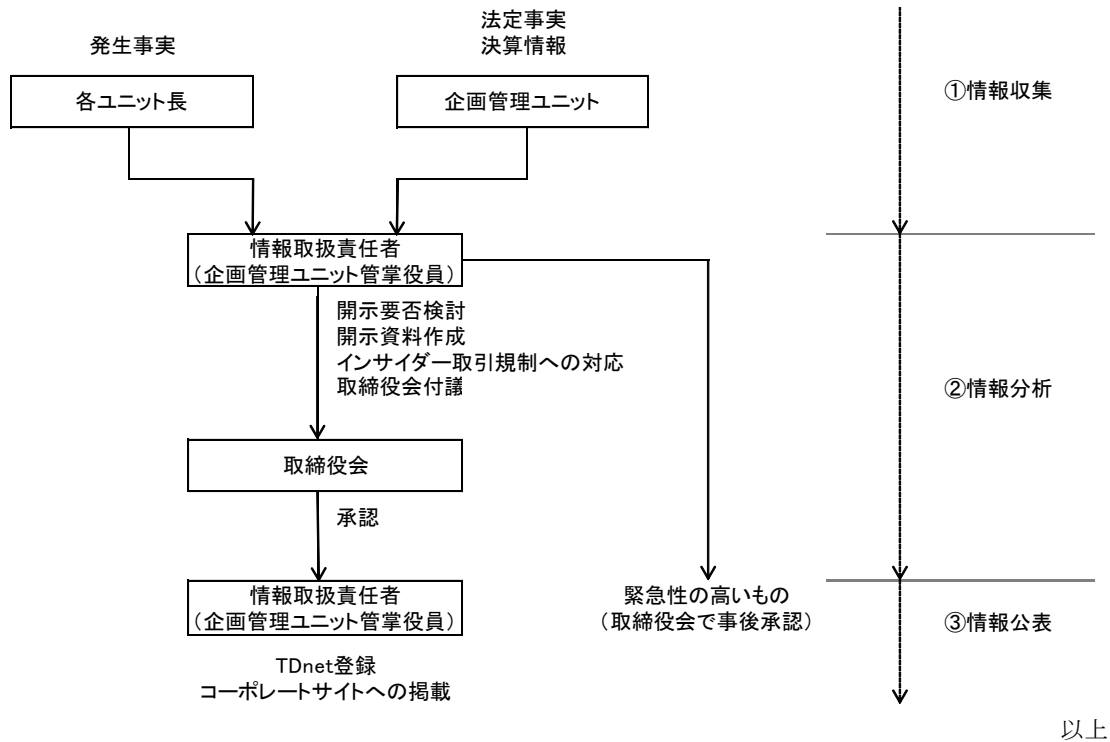 発生事実
法定事実
決算情報
各ユニット長
企画管理ユニット
①情報収集
情報取扱責任者
（企画管理ユニット管掌役員）
開示要否検討
開示資料作成
インサイダー取引規制への対応
取締役会付議
②情報分析
取締役会
承認
情報取扱責任者
（企画管理ユニット管掌役員）
緊急性の高いもの
（取締役会で事後承認）
③情報公表
TDnet登録
コーポレートサイトへの掲載
以上